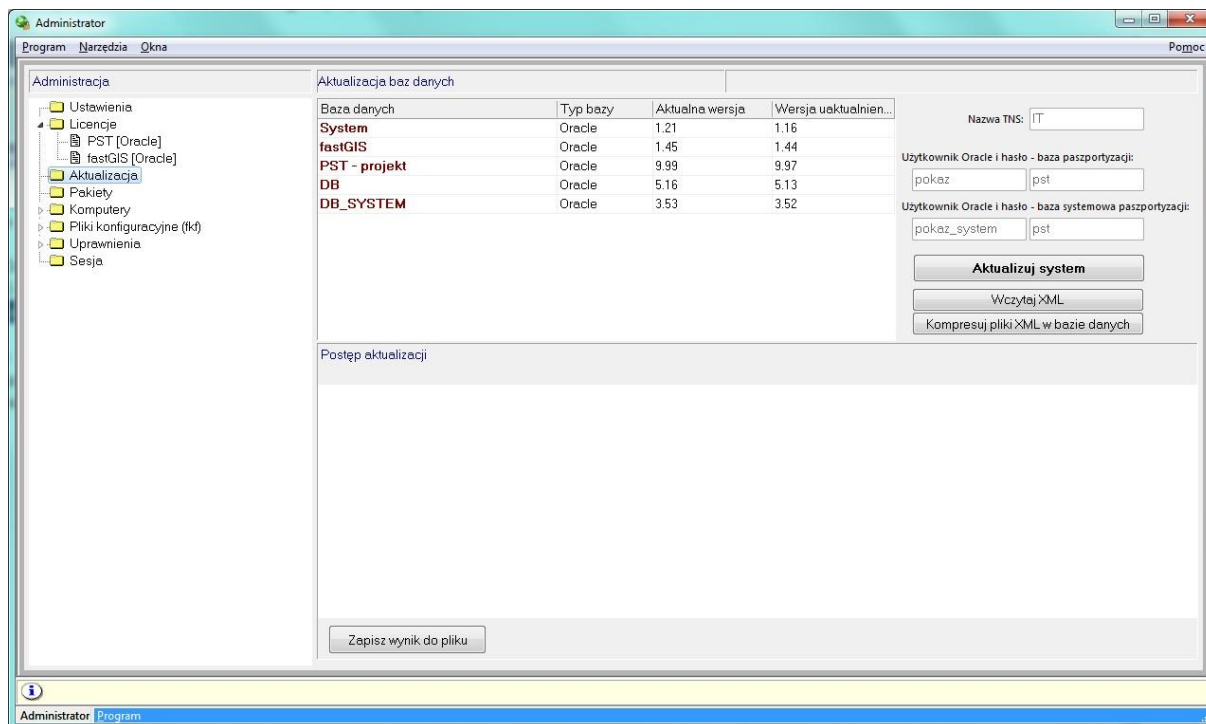 Administrator
Program Narzędzia Okna Pomoc
Administracja
Aktualizacja baz danych
Ustawienia
Licencje
PST [Oracle]
fastGIS [Oracle]
Aktualizacja
Pakiety
Komputery
Pliki konfiguracyjne (fkf)
Uprawnienia
Sesja
Baza danych Typ bazy Aktualna wersja Wersja uaktualnien...
System Oracle 1.21 1.16
fastGIS Oracle 1.45 1.44
PST - projekt Oracle 9.99 9.97
DB Oracle 5.16 5.13
DB_SYSTEM Oracle 3.53 3.52
Nazwa TNS: IT
Użytkownik Oracle i hasło - baza paszportyzacji:
pokaz pst
Użytkownik Oracle i hasło - baza systemowa paszportyzacji:
pokaz_system pst
Aktualizuj system
Wczytaj XML
Kompresuj pliki XML w bazie danych
Postęp aktualizacji
Zapisz wynik do pliku
Administrator Program